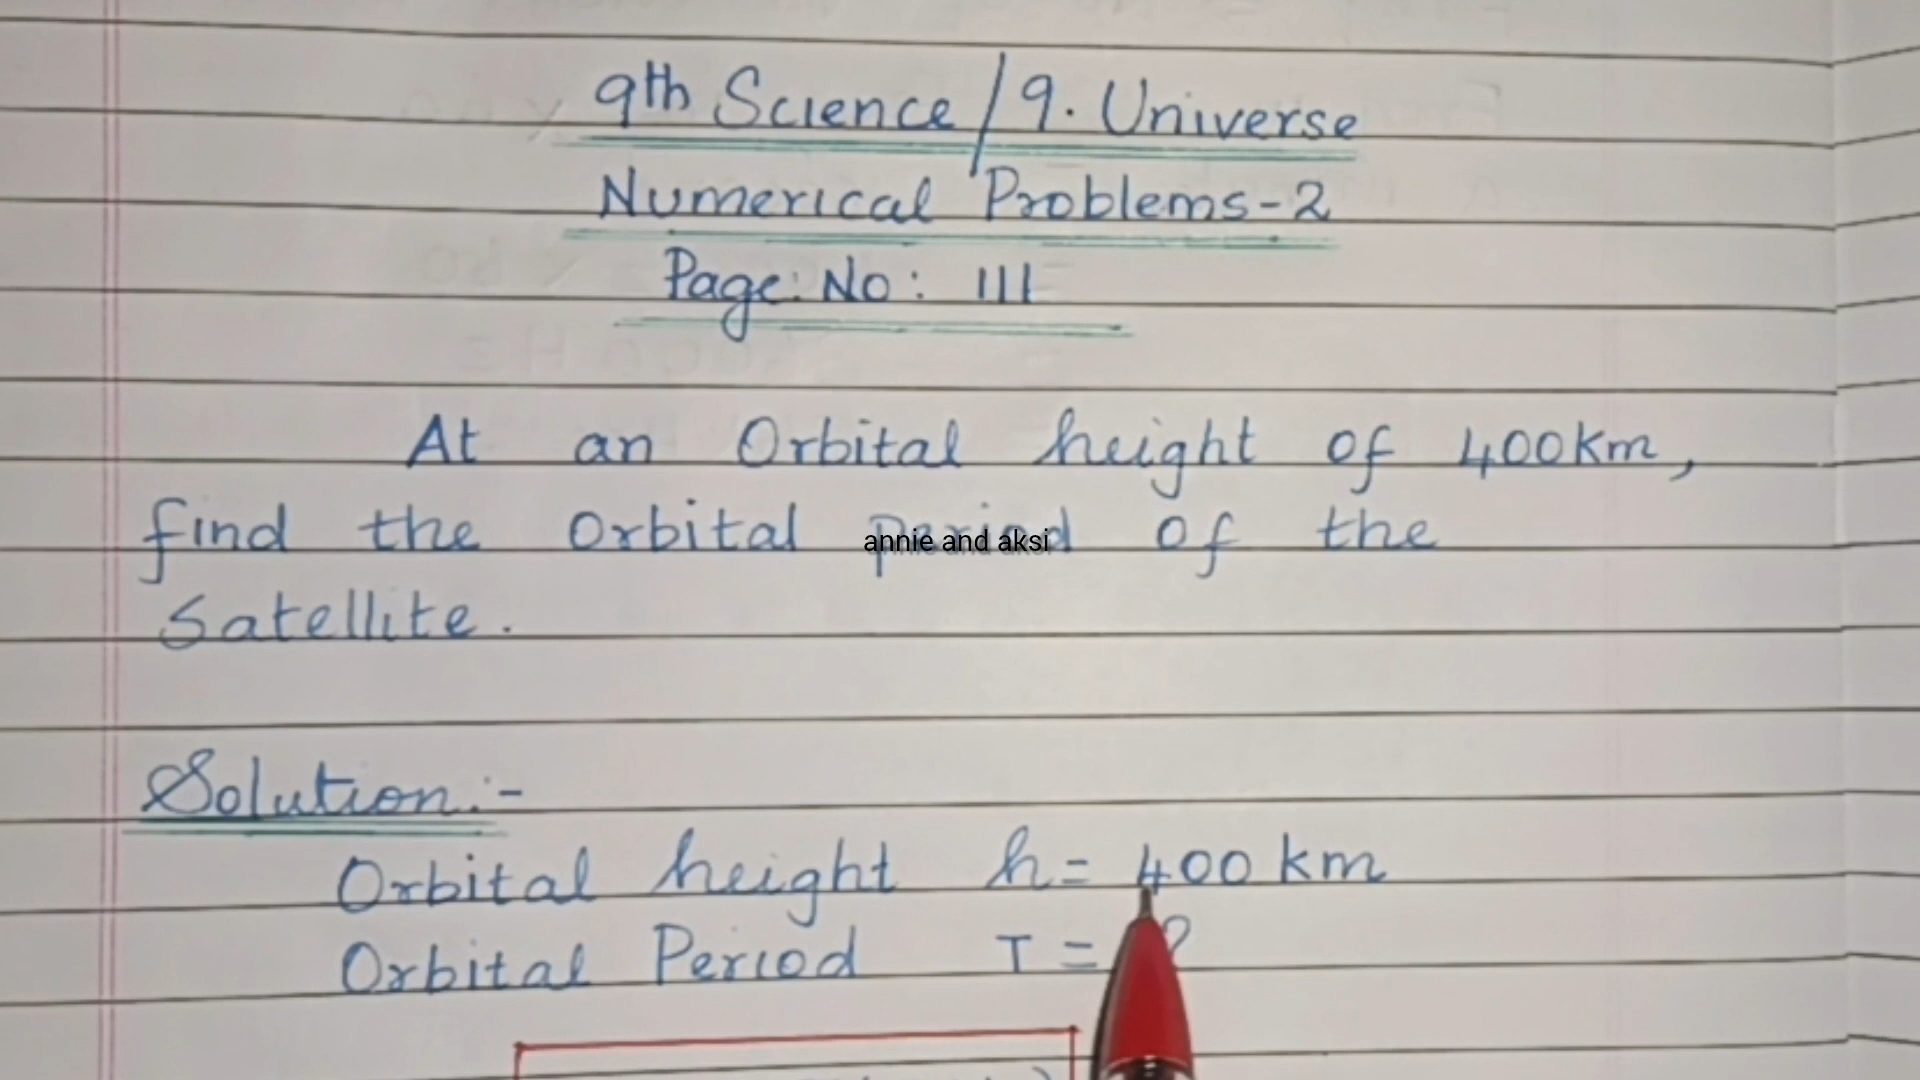 9th Science / 9. Universe
Numerical Problems-2
Page: No: 111
At an Orbital height of 400km,
find the Orbital period of the
annie and aksi
Satellite.
Solution:-
Orbital height h = 400 km
Orbital Period T = ?